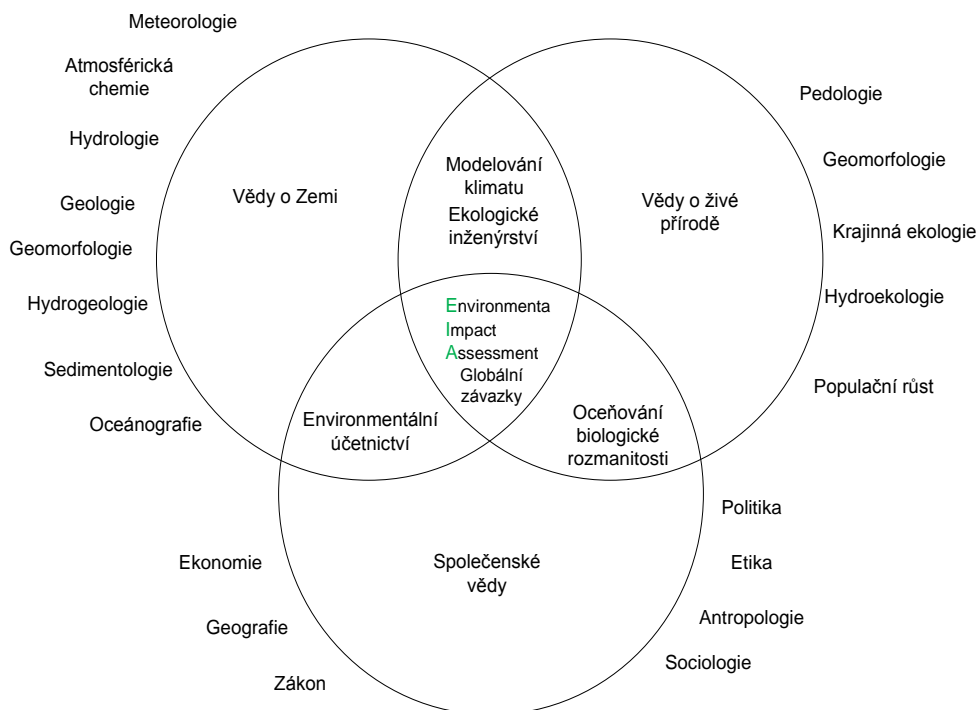 Meteorologie
Atmosférická
chemie
Hydrologie
Geologie
Geomorfologie
Hydrogeologie
Sedimentologie
Oceánografie
Vědy o Zemi
Modelování
klimatu
Ekologické
inženýrství
Vědy o živé
přírodě
Pedologie
Geomorfologie
Krajinná ekologie
Hydroekologie
Populační růst
Environmenta
Impact
Assessment
Globální
závazky
Environmentální
účetnictví
Oceňování
biologické
rozmanitosti
Společenské
vědy
Ekonomie
Geografie
Zákon
Politika
Etika
Antropologie
Sociologie